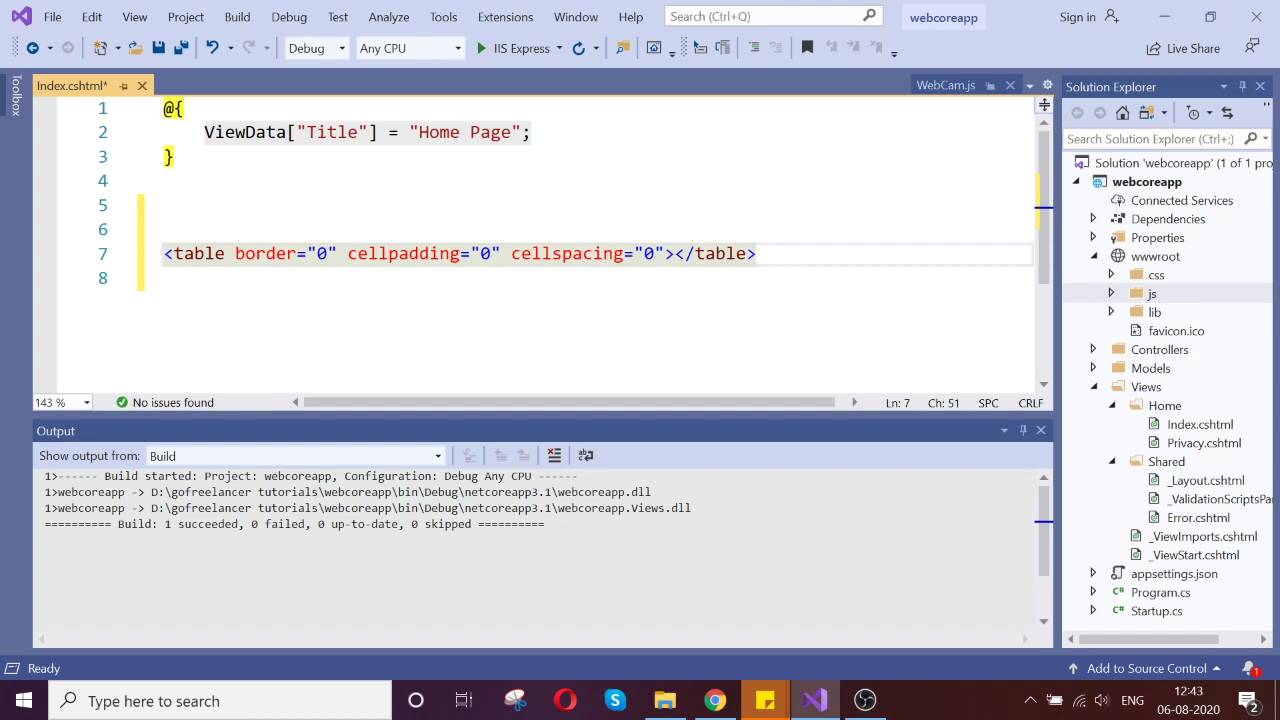 File Edit View Project Build Debug Test Analyze Tools Extensions Window Help Search (Ctrl+Q) webcoreapp Sign in
Debug Any CPU IIS Express Live Share
Toolbox
Index.cshtml* WebCam.js
1 @{
2 ViewData["Title"] = "Home Page";
3 }
4
5
6
7 <table border="0" cellpadding="0" cellspacing="0"></table>
8
143 % No issues found Ln: 7 Ch: 51 SPC CRLF
Output
Show output from: Build
1>------ Build started: Project: webcoreapp, Configuration: Debug Any CPU ------
1>webcoreapp -> D:\gofreelancer tutorials\webcoreapp\bin\Debug\netcoreapp3.1\webcoreapp.dll
1>webcoreapp -> D:\gofreelancer tutorials\webcoreapp\bin\Debug\netcoreapp3.1\webcoreapp.Views.dll
========== Build: 1 succeeded, 0 failed, 0 up-to-date, 0 skipped ==========
Solution Explorer
Search Solution Explorer (Ctrl+;)
Solution 'webcoreapp' (1 of 1 pro
webcoreapp
Connected Services
Dependencies
Properties
wwwroot
css
js
lib
favicon.ico
Controllers
Models
Views
Home
Index.cshtml
Privacy.cshtml
Shared
_Layout.cshtml
_ValidationScriptsPa
Error.cshtml
_ViewImports.cshtml
_ViewStart.cshtml
appsettings.json
C# Program.cs
C# Startup.cs
Ready Add to Source Control 1
Type here to search
ENG
12:43
06-08-2020
2